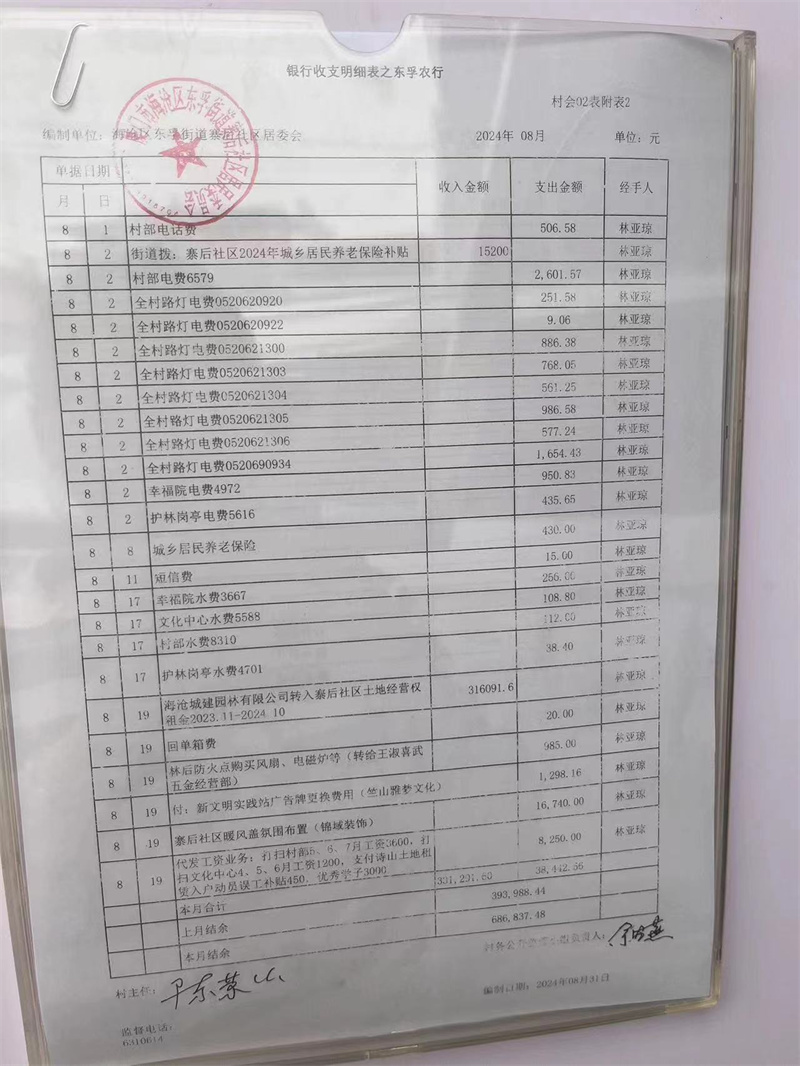 银行收支明细表之东孚农行
村会02表附表2
编制单位：海沧区东孚街道寨后社区居委会 2024年 08月 单位：元
单据日期 收入金额 支出金额 经手人
月 日
8 1 村部电话费 506.58 林亚琼
8 2 街道拨：寨后社区2024年城乡居民养老保险补贴 15200 林亚琼
8 2 村部电费6579 2,601.57 林亚琼
8 2 全村路灯电费0520620920 251.58 林亚琼
8 2 全村路灯电费0520620922 9.06 林亚琼
8 2 全村路灯电费0520621300 886.38 林亚琼
8 2 全村路灯电费0520621303 768.05 林亚琼
8 2 全村路灯电费0520621304 561.25 林亚琼
8 2 全村路灯电费0520621305 986.58 林亚琼
8 2 全村路灯电费0520621306 577.24 林亚琼
8 2 全村路灯电费0520690934 1,654.43 林亚琼
8 2 幸福院电费4972 950.83 林亚琼
8 2 护林岗亭电费5616 435.65 林亚琼
8 8 城乡居民养老保险 430.00 林亚琼
8 11 短信费 15.00 林亚琼
8 17 幸福院水费3667 256.00 林亚琼
8 17 文化中心水费5588 108.80 林亚琼
8 17 村部水费8310 112.00 林亚琼
8 17 护林岗亭水费4701 38.40 林亚琼
8 19 海沧城建园林有限公司转入寨后社区土地经营权
租金2023.11-2024.10 316091.6 林亚琼
8 19 回单箱费 20.00 林亚琼
8 19 林后防火点购买风扇、电磁炉等（转给王淑喜武
五金经营部） 985.00 林亚琼
8 19 付：新文明实践站广告牌更换费用（竺山雅梦文化） 1,298.16 林亚琼
8 19 寨后社区暖风盖氛围布置（锦域装饰） 16,740.00 林亚琼
8 19 代发工资业务：打扫村部5、6、7月工资3600，打
扫文化中心4、5、6月工资1200，支付诗山土地租
赁入户动员误工补贴450，优秀学子3000 8,250.00 林亚琼
本月合计 331,291.60 38,442.56
上月结余 393,988.44
本月结余 686,837.48
村主任：
编制日期：2024年08月31日
监督电话：
6310614